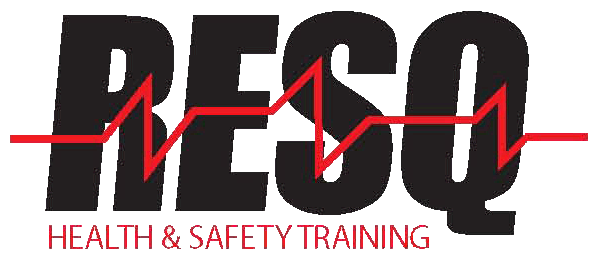 RESQ
HEALTH & SAFETY TRAINING